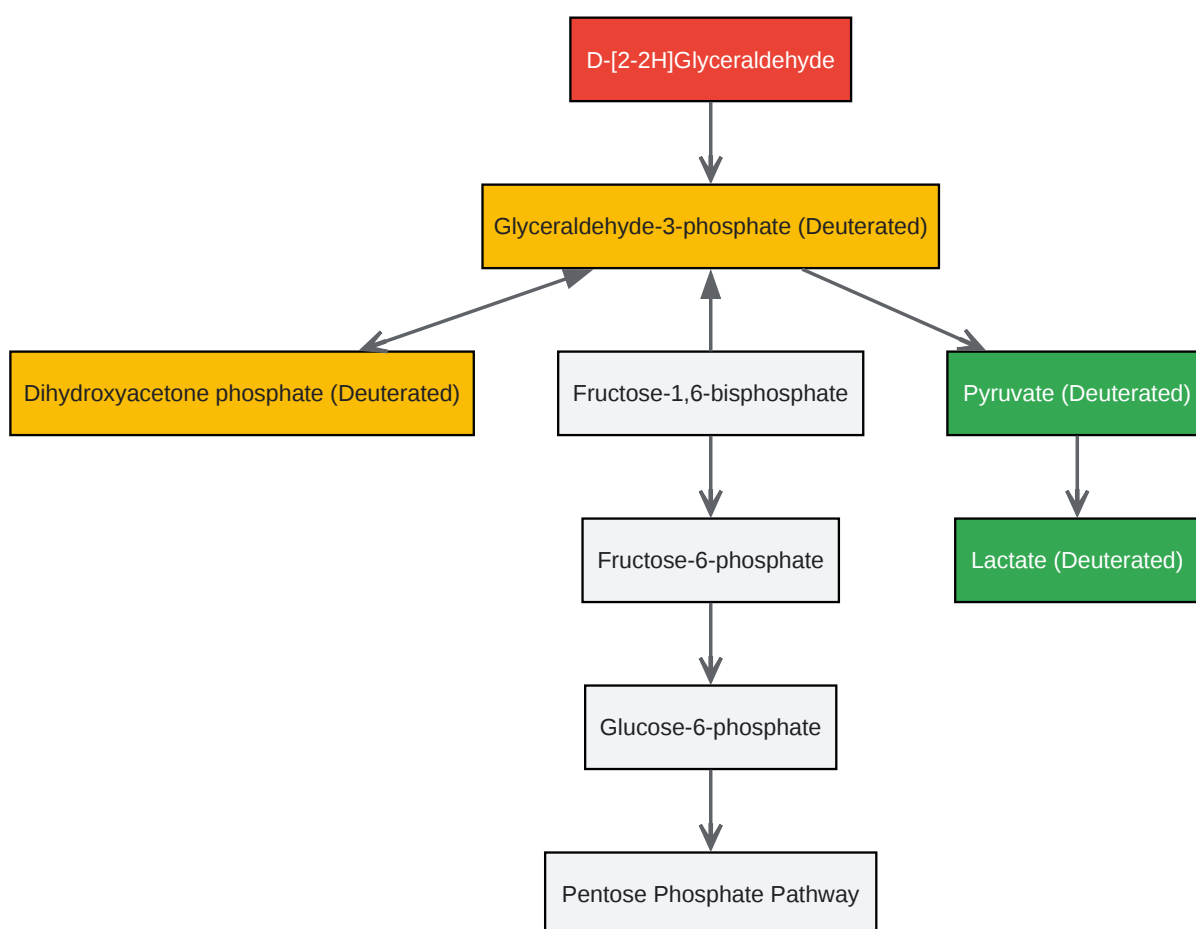 D-[2-2H]Glyceraldehyde
Glyceraldehyde-3-phosphate (Deuterated)
Dihydroxyacetone phosphate (Deuterated)
Fructose-1,6-bisphosphate
Pyruvate (Deuterated)
Fructose-6-phosphate
Lactate (Deuterated)
Glucose-6-phosphate
Pentose Phosphate Pathway